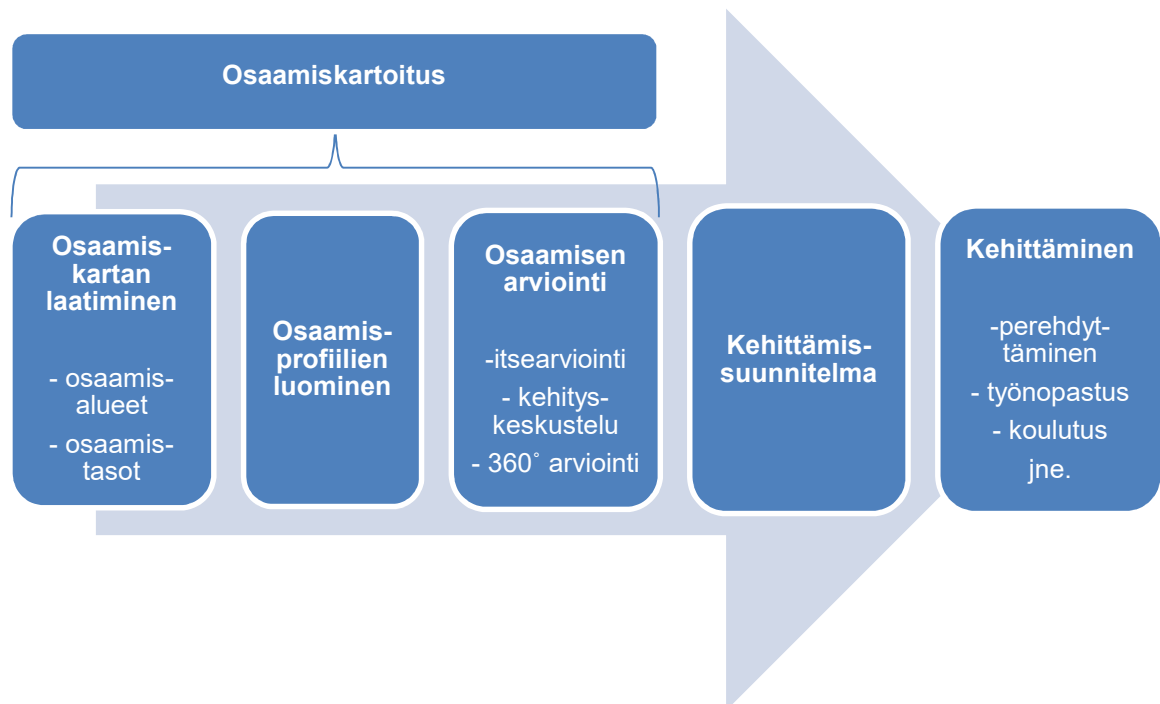 Osaamiskartoitus
Osaamis-
kartan
laatiminen
- osaamis-
alueet
- osaamis-
tasot
Osaamis-
profiilien
luominen
Osaamisen
arviointi
-itsearviointi
- kehitys-
keskustelu
- 360˚ arviointi
Kehittämis-
suunnitelma
Kehittäminen
-perehdyt-
täminen
- työnopastus
- koulutus
jne.